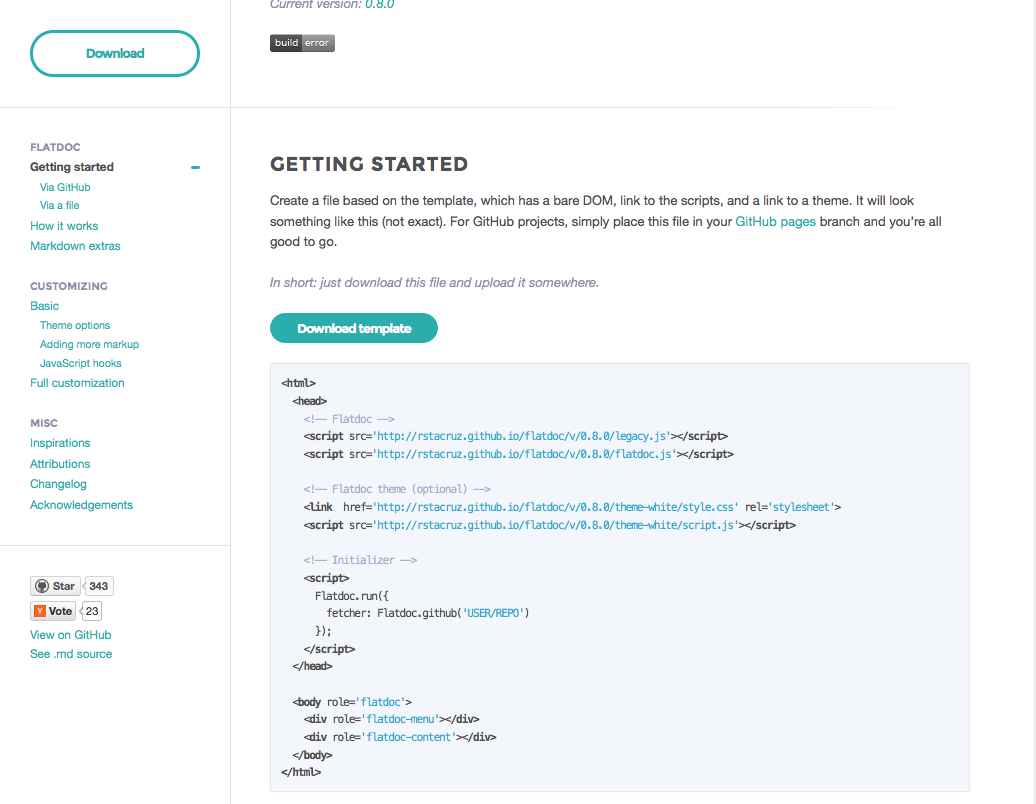 Current version: 0.8.0
Download
build error
FLATDOC
Getting started
Via GitHub
Via a file
How it works
Markdown extras
CUSTOMIZING
Basic
Theme options
Adding more markup
JavaScript hooks
Full customization
MISC
Inspirations
Attributions
Changelog
Acknowledgements
Star 343
Y Vote 23
View on GitHub
See .md source
GETTING STARTED
Create a file based on the template, which has a bare DOM, link to the scripts, and a link to a theme. It will look
something like this (not exact). For GitHub projects, simply place this file in your GitHub pages branch and you're all
good to go.
In short: just download this file and upload it somewhere.
Download template
<html>
  <head>
    <!-- Flatdoc -->
    <script src='http://rstacruz.github.io/flatdoc/v/0.8.0/legacy.js'></script>
    <script src='http://rstacruz.github.io/flatdoc/v/0.8.0/flatdoc.js'></script>
    <!-- Flatdoc theme (optional) -->
    <link  href='http://rstacruz.github.io/flatdoc/v/0.8.0/theme-white/style.css' rel='stylesheet'>
    <script src='http://rstacruz.github.io/flatdoc/v/0.8.0/theme-white/script.js'></script>
    <!-- Initializer -->
    <script>
      Flatdoc.run({
        fetcher: Flatdoc.github('USER/REPO')
      });
    </script>
  </head>
  <body role='flatdoc'>
    <div role='flatdoc-menu'></div>
    <div role='flatdoc-content'></div>
  </body>
</html>